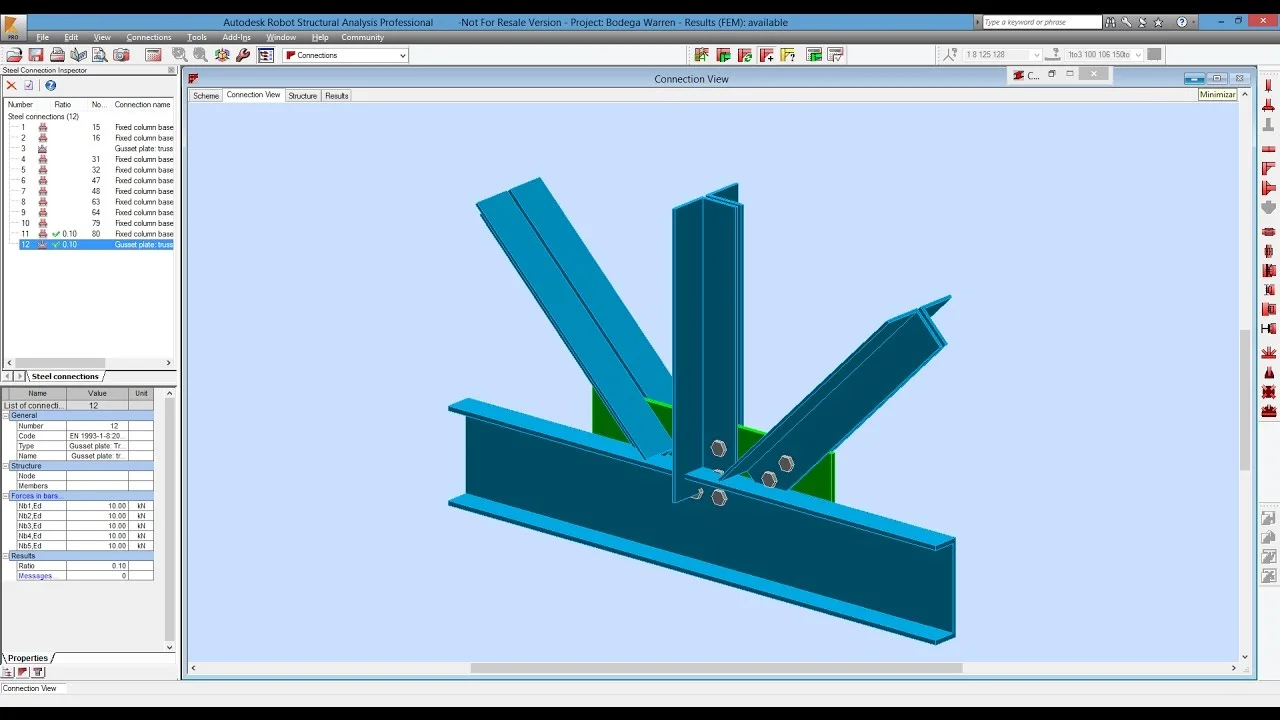 Autodesk Robot Structural Analysis Professional -Not For Resale Version - Project: Bodega Warren - Results (FEM): available
Type a keyword or phrase
PRO
File Edit View Connections Tools Add-Ins Window Help Community
Connections
1 8 125 128
1to3 100 106 150to
Steel Connection Inspector
Connection View
C...
Scheme Connection View Structure Results
Minimizar
Number Ratio No... Connection name
Steel connections (12)
1 15 Fixed column base
2 16 Fixed column base
3 Gusset plate: truss
4 31 Fixed column base
5 32 Fixed column base
6 47 Fixed column base
7 48 Fixed column base
8 63 Fixed column base
9 64 Fixed column base
10 79 Fixed column base
11 0.10 80 Fixed column base
12 0.10 Gusset plate: truss
Steel connections
Name Value Unit
List of connecti... 12
General
Number 12
Code EN 1993-1-8:20...
Type Gusset plate: Tr...
Name Gusset plate: tr...
Structure
Node
Members
Forces in bars...
Nb1,Ed 10.00 kN
Nb2,Ed 10.00 kN
Nb3,Ed 10.00 kN
Nb4,Ed 10.00 kN
Nb5,Ed 10.00 kN
Results
Ratio 0.10
Messages... 0
Properties
Connection View